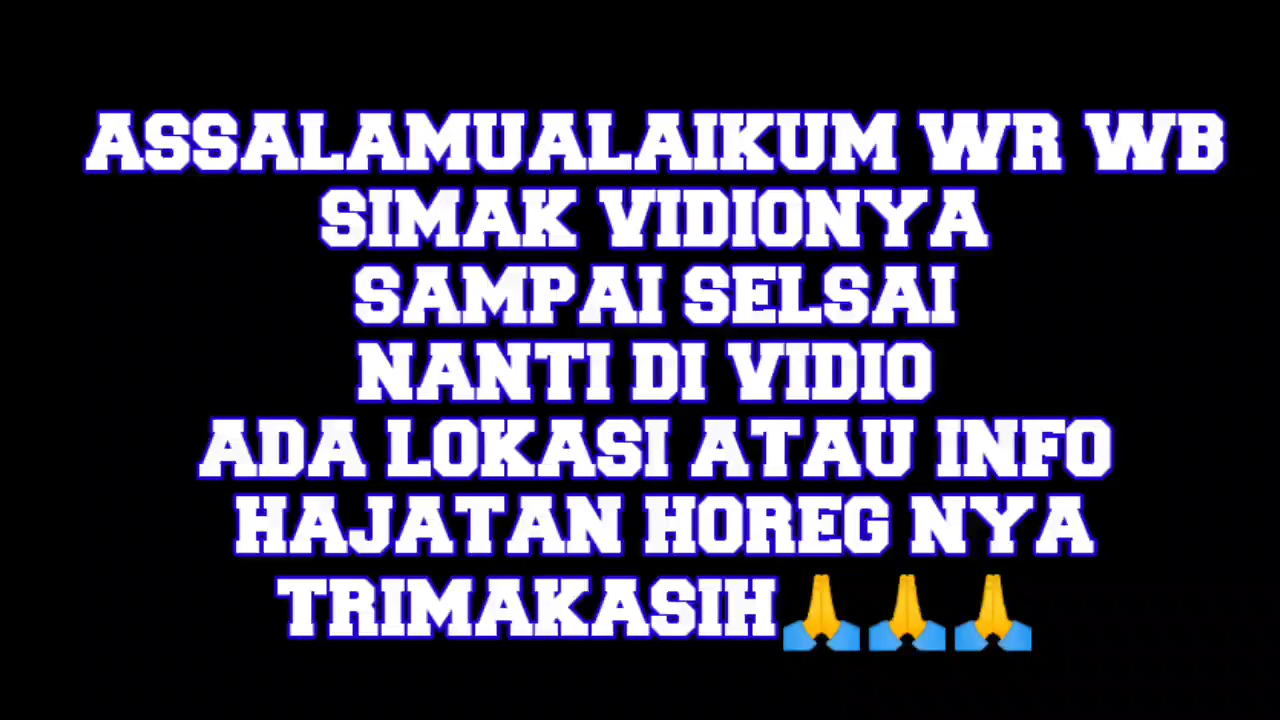 ASSALAMUALAIKUM WR WB
SIMAK VIDIONYA
SAMPAI SELSAI
NANTI DI VIDIO
ADA LOKASI ATAU INFO
HAJATAN HOREG NYA
TRIMAKASIH🙏🙏🙏